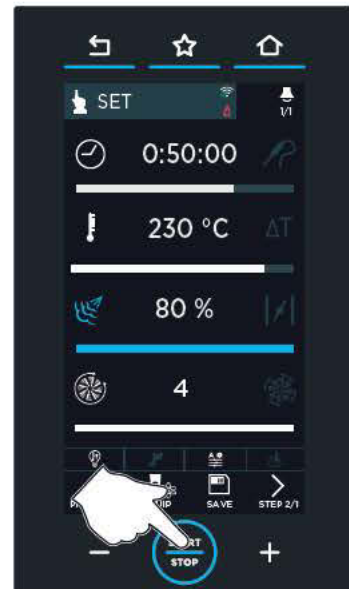 SET
1/1
0:50:00
230 °C
ΔT
80 %
4
SAVE
STEP 2/1
STOP